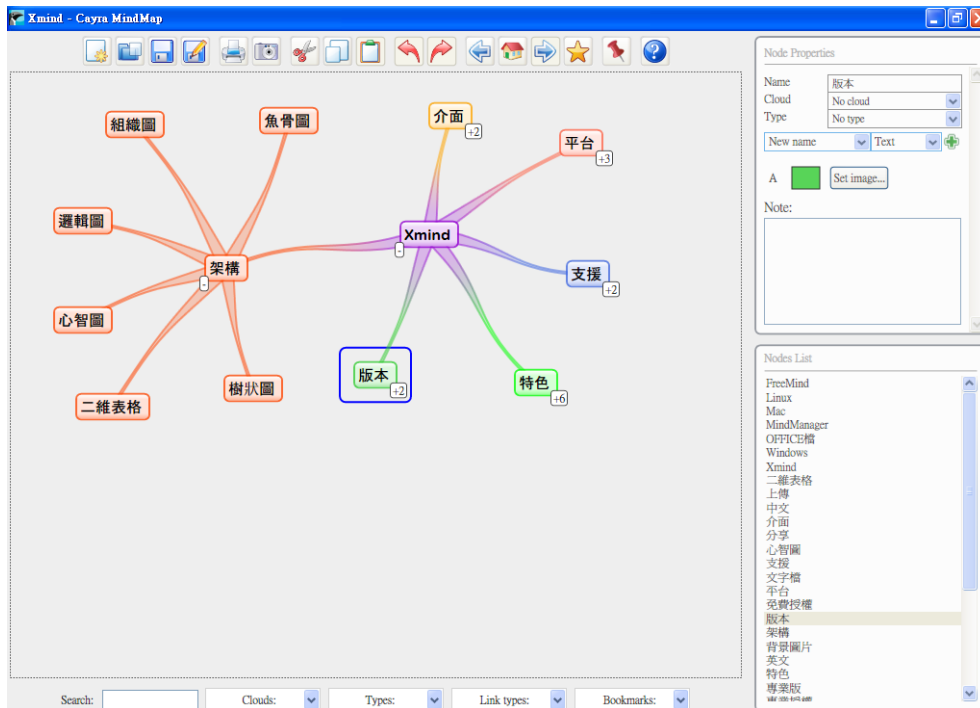 Xmind - Cayra MindMap
組織圖
魚骨圖
介面
+2
平台
+3
邏輯圖
Xmind
-
架構
-
支援
+2
心智圖
版本
+2
特色
+6
二維表格
樹狀圖
Node Properties
Name 版本
Cloud No cloud
Type No type
New name Text
A Set image...
Note:
Nodes List
FreeMind
Linux
Mac
MindManager
OFFICE檔
Windows
Xmind
二維表格
上傳
中文
介面
分享
心智圖
支援
文字檔
平台
免費授權
版本
架構
背景圖片
英文
特色
專業版
專業授權
Search: Clouds: Types: Link types: Bookmarks: